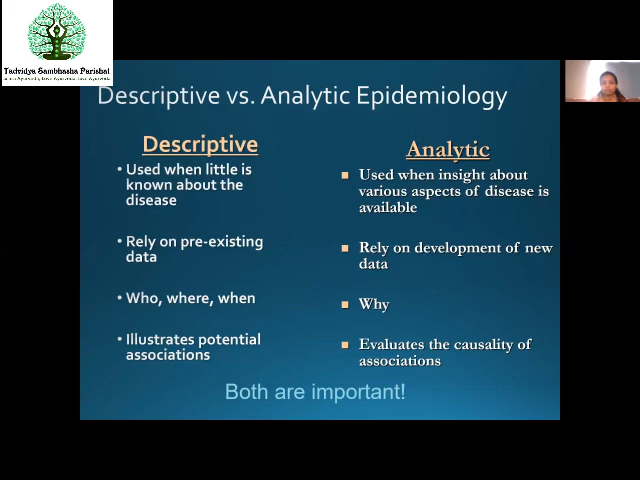 Tadvidya Sambhasha Parishat
Descriptive vs. Analytic Epidemiology
Descriptive
• Used when little is
known about the
disease
• Rely on pre-existing
data
• Who, where, when
• Illustrates potential
associations
Analytic
Used when insight about
various aspects of disease is
available
Rely on development of new
data
Why
Evaluates the causality of
associations
Both are important!